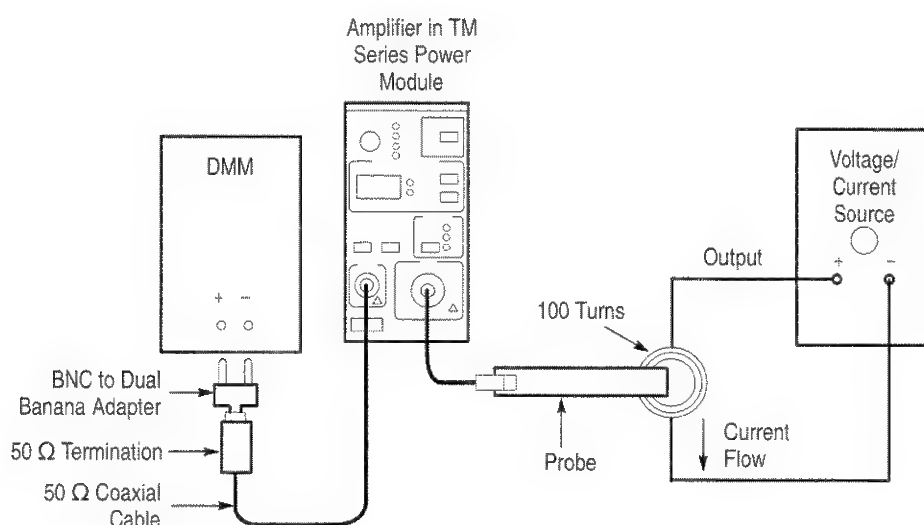 Amplifier in TM
Series Power
Module
DMM
+ −
Voltage/
Current
Source
+ −
Output
100 Turns
BNC to Dual
Banana Adapter
50 Ω Termination
50 Ω Coaxial
Cable
Probe
Current
Flow